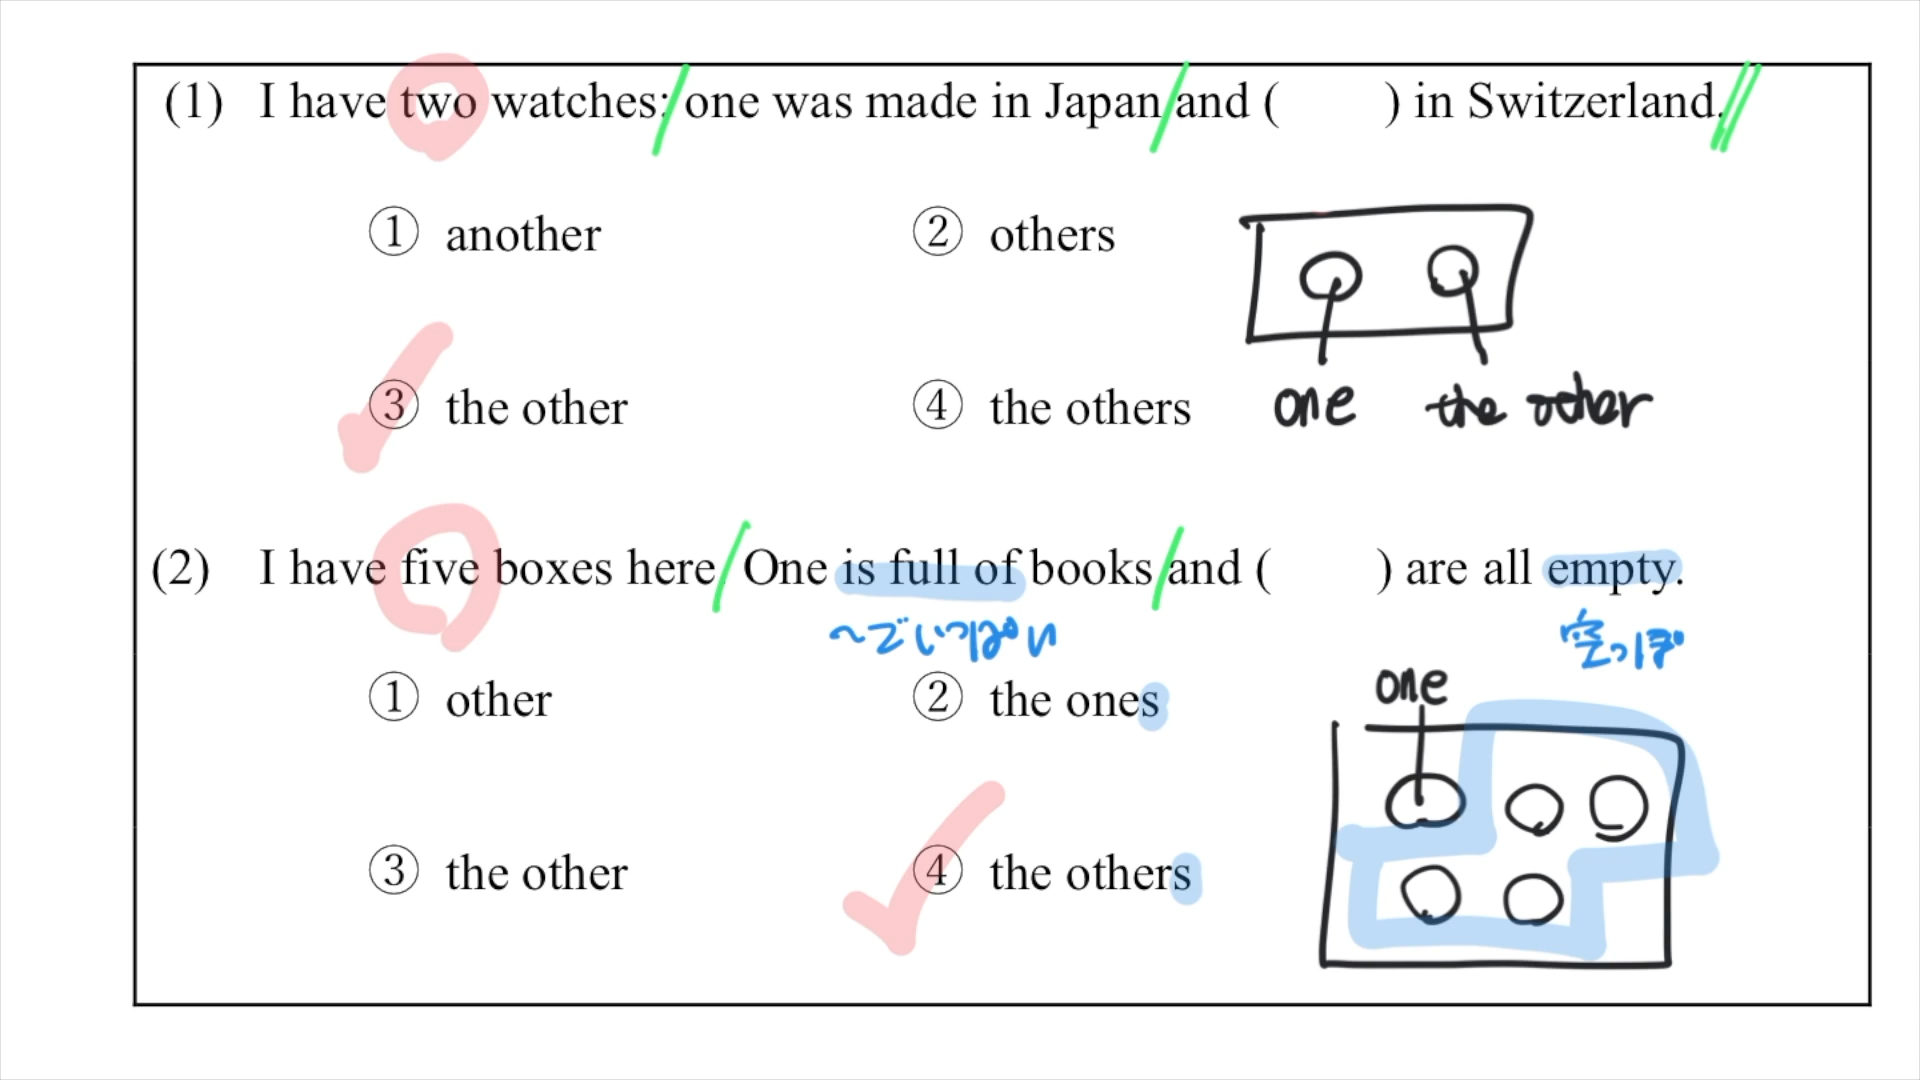 (1) I have two watches; one was made in Japan and (     ) in Switzerland.
① another ② others
③ the other ④ the others
one the other
(2) I have five boxes here. One is full of books and (     ) are all empty.
〜でいっぱい 空っぽ
① other ② the ones
one
③ the other ④ the others